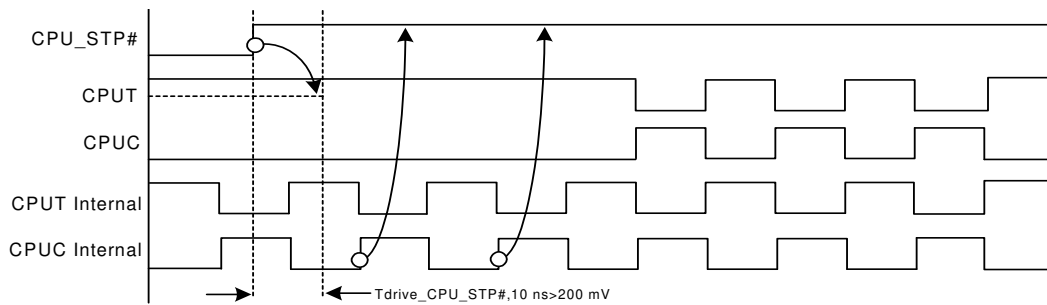 CPU_STP#
CPUT
CPUC
CPUT Internal
CPUC Internal
Tdrive_CPU_STP#,10 ns>200 mV